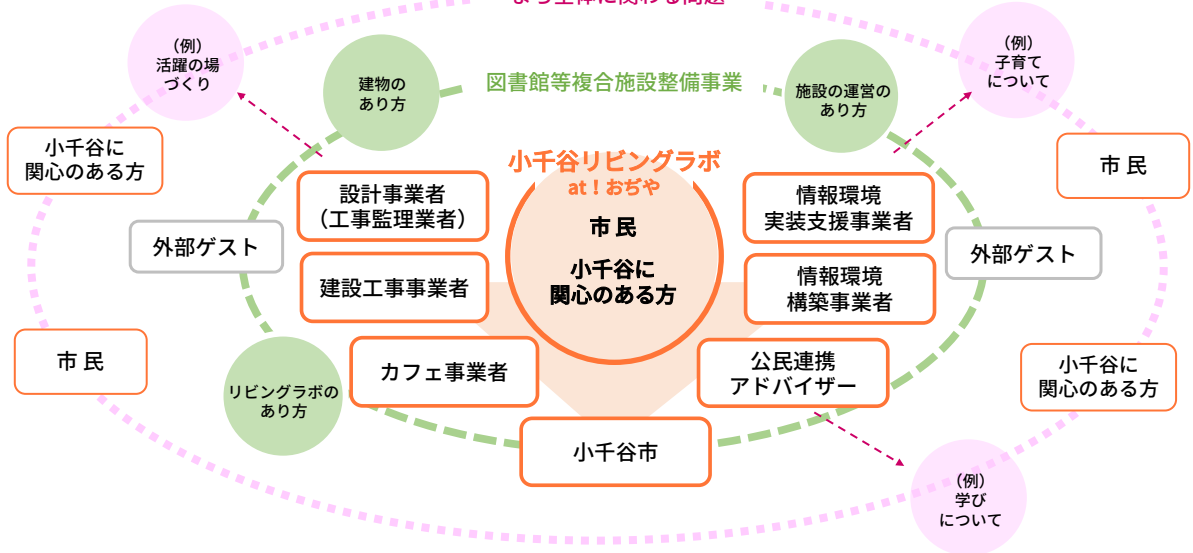 全体に関わる問題
（例）
活躍の場
づくり
（例）
子育て
について
建物の
あり方
図書館等複合施設整備事業
施設の運営の
あり方
小千谷に
関心のある方
市 民
小千谷リビングラボ
at！おぢや
市 民
小千谷に
関心のある方
設計事業者
（工事監理業者）
情報環境
実装支援事業者
外部ゲスト
外部ゲスト
建設工事事業者
情報環境
構築事業者
市 民
カフェ事業者
公民連携
アドバイザー
小千谷に
関心のある方
リビングラボの
あり方
小千谷市
（例）
学び
について